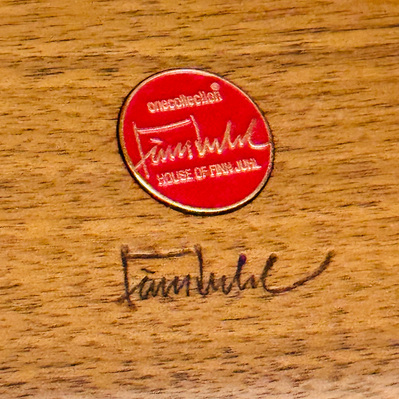 onecollection®
Finn Juhl
HOUSE OF FINN JUHL
Finn Juhl